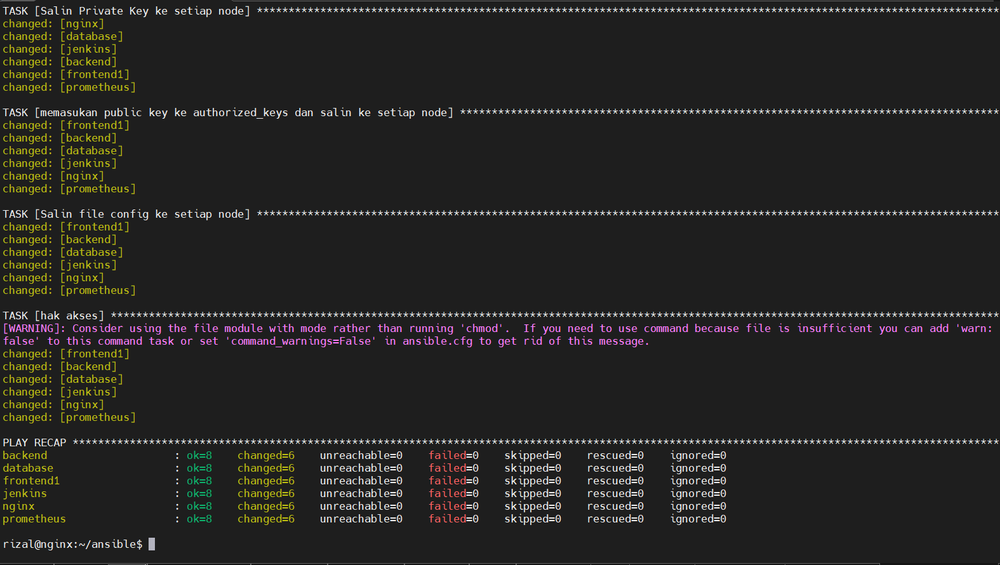 TASK [Salin Private Key ke setiap node] *********************************************************************************************************************
changed: [nginx]
changed: [database]
changed: [jenkins]
changed: [backend]
changed: [frontend1]
changed: [prometheus]
TASK [memasukan public key ke authorized_keys dan salin ke setiap node] *************************************************************************************
changed: [frontend1]
changed: [backend]
changed: [database]
changed: [jenkins]
changed: [nginx]
changed: [prometheus]
TASK [Salin file config ke setiap node] *********************************************************************************************************************
changed: [frontend1]
changed: [backend]
changed: [database]
changed: [jenkins]
changed: [nginx]
changed: [prometheus]
TASK [hak akses] ********************************************************************************************************************************************
[WARNING]: Consider using the file module with mode rather than running 'chmod'.  If you need to use command because file is insufficient you can add 'warn:
false' to this command task or set 'command_warnings=False' in ansible.cfg to get rid of this message.
changed: [frontend1]
changed: [backend]
changed: [database]
changed: [jenkins]
changed: [nginx]
changed: [prometheus]
PLAY RECAP **************************************************************************************************************************************************
backend                    : ok=8    changed=6    unreachable=0    failed=0    skipped=0    rescued=0    ignored=0
database                   : ok=8    changed=6    unreachable=0    failed=0    skipped=0    rescued=0    ignored=0
frontend1                  : ok=8    changed=6    unreachable=0    failed=0    skipped=0    rescued=0    ignored=0
jenkins                    : ok=8    changed=6    unreachable=0    failed=0    skipped=0    rescued=0    ignored=0
nginx                      : ok=8    changed=6    unreachable=0    failed=0    skipped=0    rescued=0    ignored=0
prometheus                 : ok=8    changed=6    unreachable=0    failed=0    skipped=0    rescued=0    ignored=0
rizal@nginx:~/ansible$